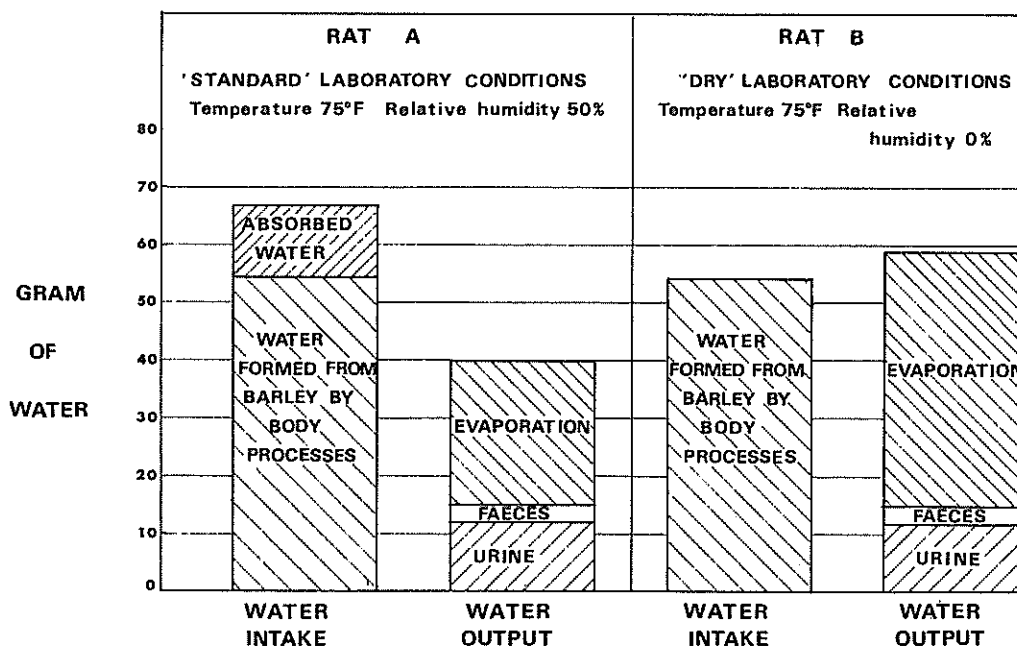 RAT A
'STANDARD' LABORATORY CONDITIONS
Temperature 75°F Relative humidity 50%
RAT B
"DRY' LABORATORY CONDITIONS
Temperature 75°F Relative
humidity 0%
GRAM
OF
WATER
80
70
60
50
40
30
20
10
0
ABSORBED
WATER
WATER
FORMED FROM
BARLEY BY
BODY
PROCESSES
EVAPORATION
FAECES
URINE
WATER
FORMED FROM
BARLEY BY
BODY
PROCESSES
EVAPORATION
FAECES
URINE
WATER
INTAKE
WATER
OUTPUT
WATER
INTAKE
WATER
OUTPUT